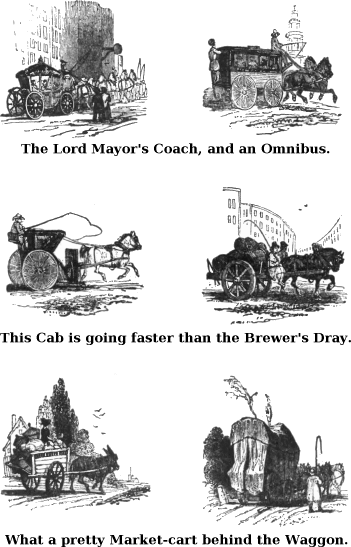 The Lord Mayor's Coach, and an Omnibus.
This Cab is going faster than the Brewer's Dray.
What a pretty Market-cart behind the Waggon.